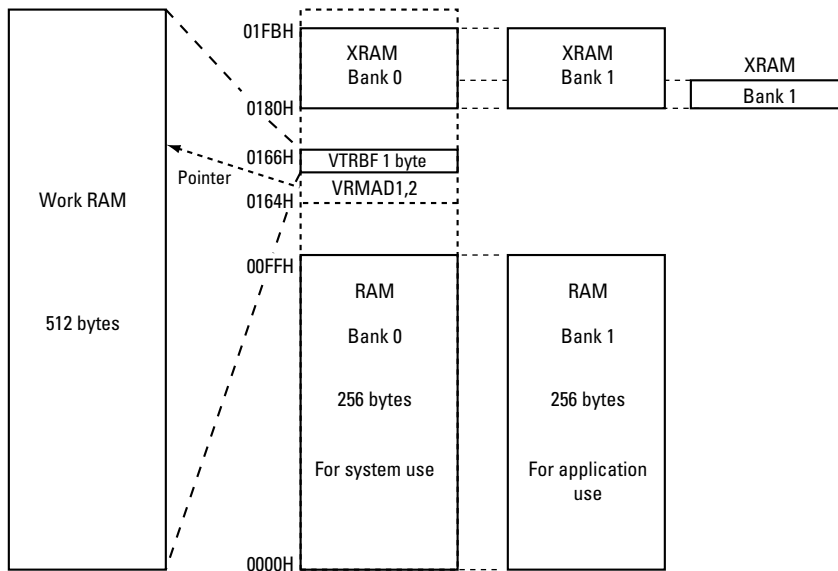 01FBH
XRAM
Bank 0
XRAM
Bank 1
XRAM
Bank 1
0180H
0166H
VTRBF 1 byte
Pointer
VRMAD1,2
0164H
Work RAM
512 bytes
00FFH
RAM
Bank 0
256 bytes
For system use
RAM
Bank 1
256 bytes
For application
use
0000H